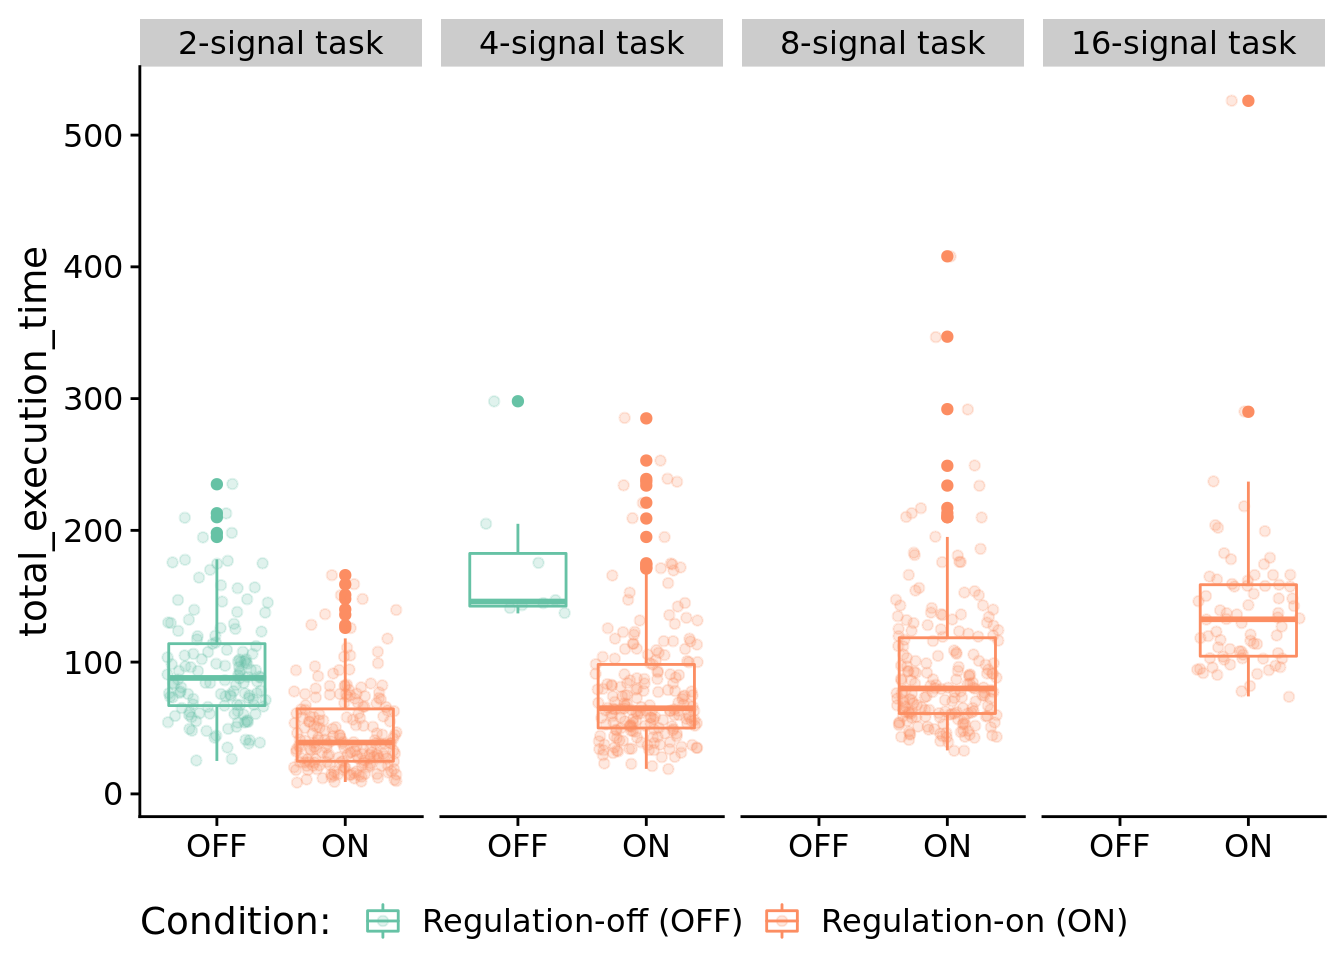 2-signal task 4-signal task 8-signal task 16-signal task
total_execution_time
500
400
300
200
100
0
OFF ON OFF ON OFF ON OFF ON
Condition: Regulation-off (OFF) Regulation-on (ON)